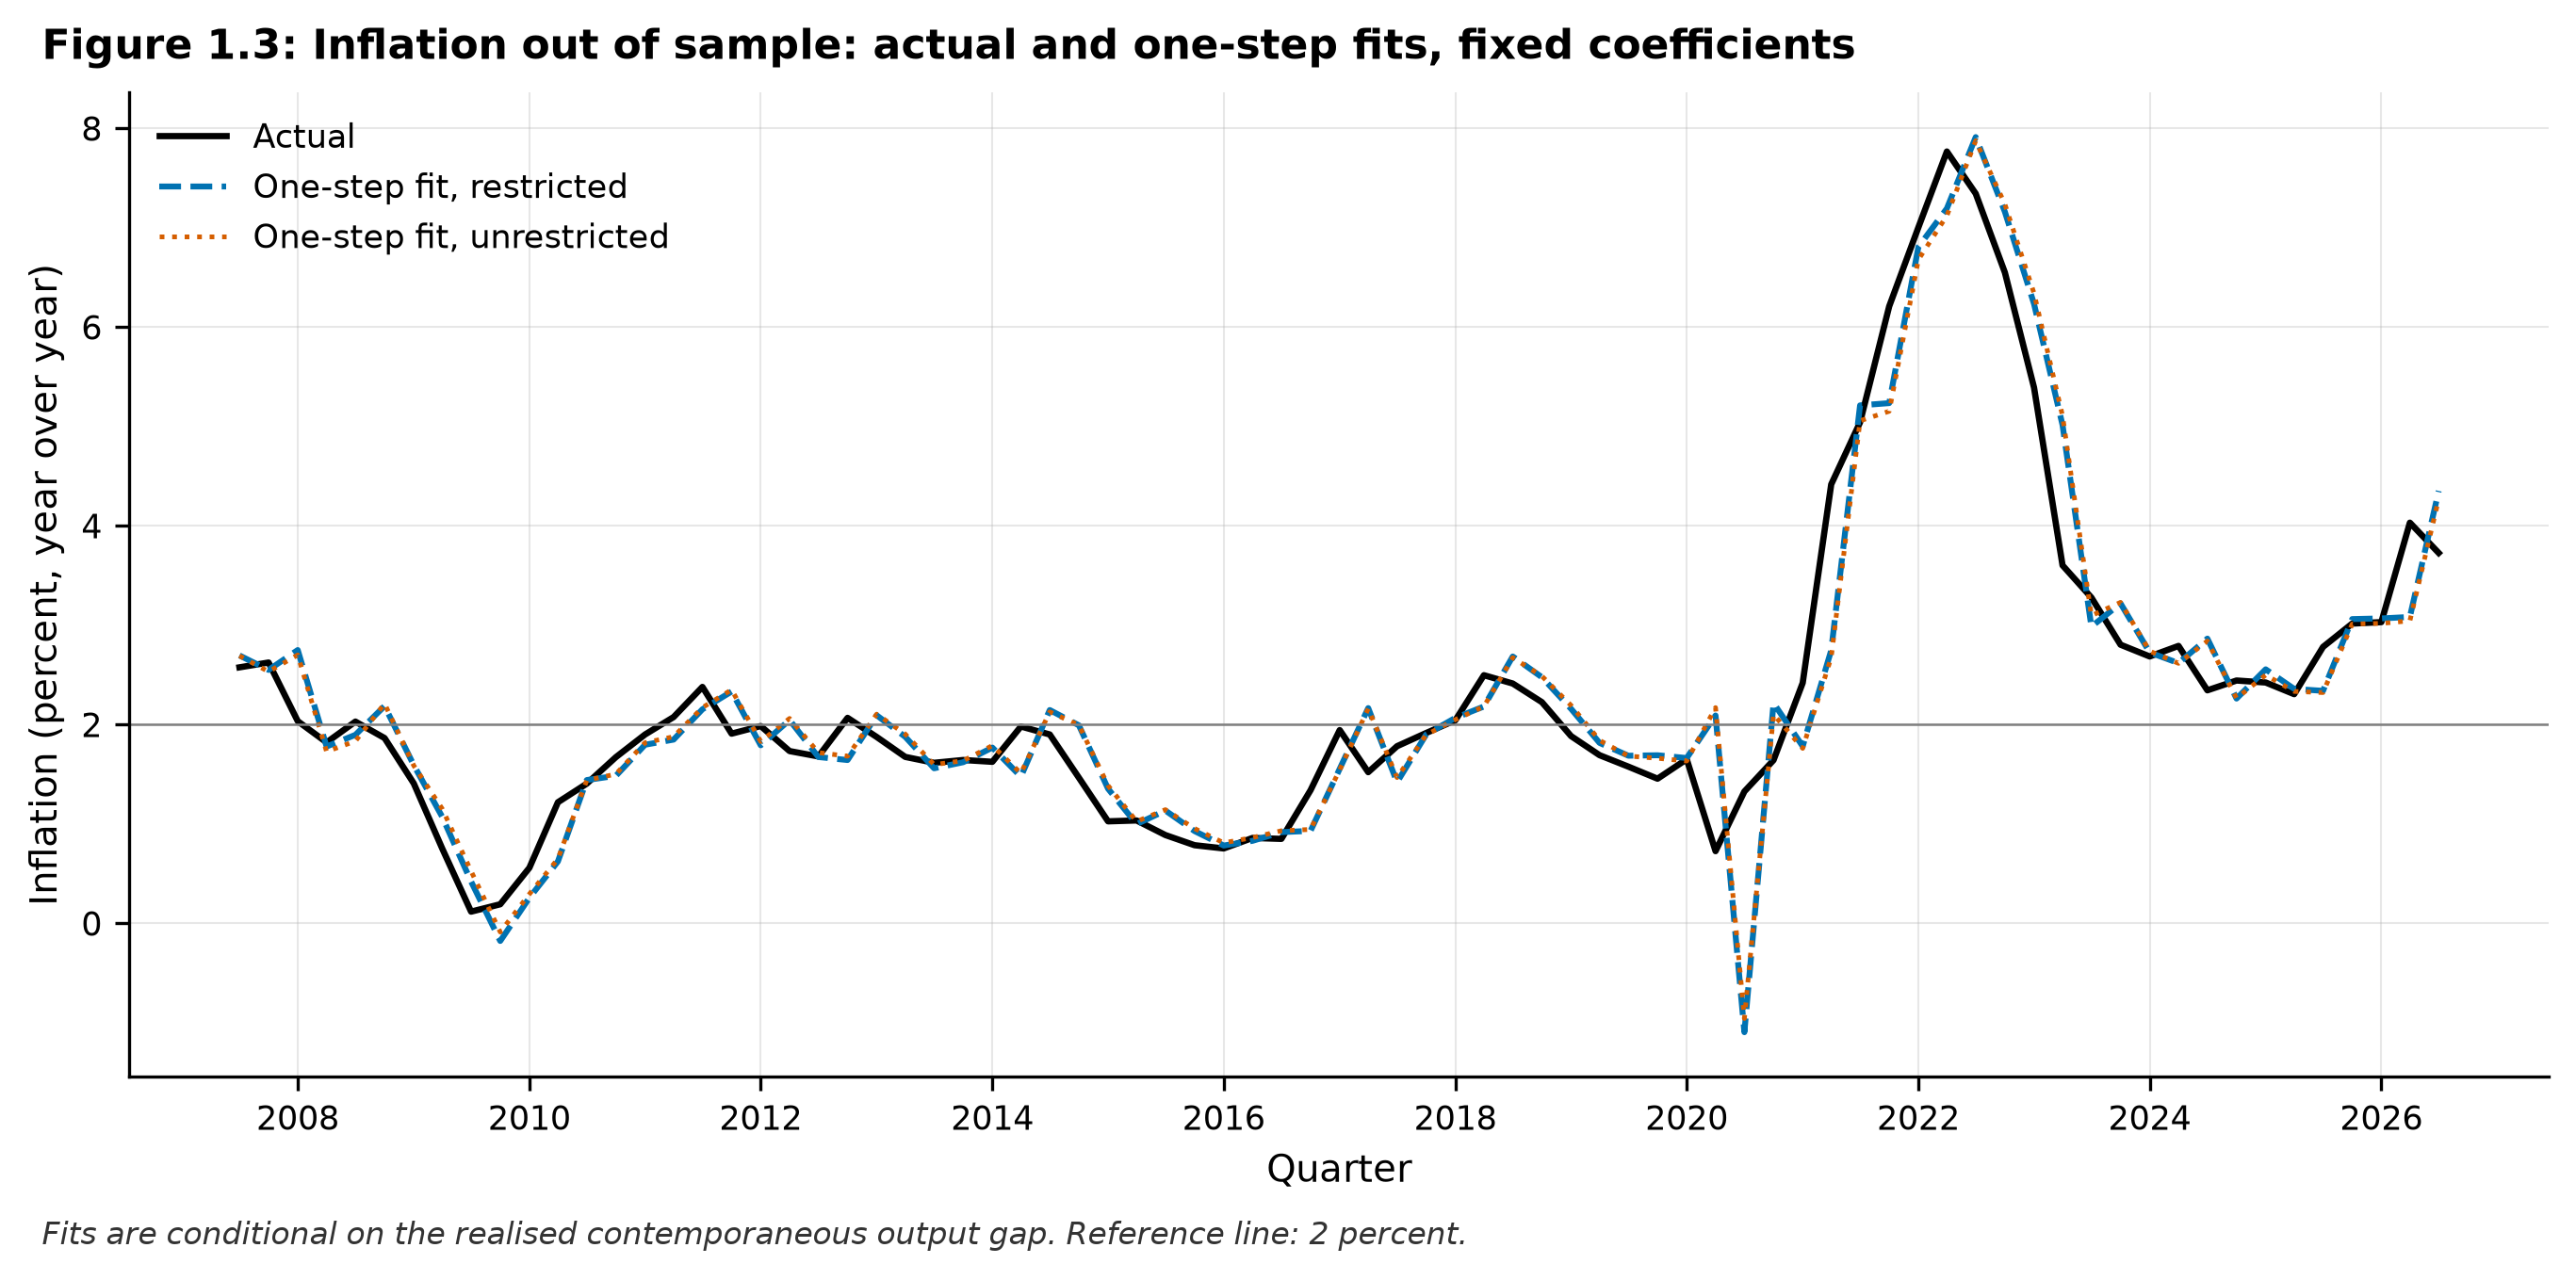 Figure 1.3: Inflation out of sample: actual and one-step fits, fixed coefficients
Actual
One-step fit, restricted
One-step fit, unrestricted
Inflation (percent, year over year)
8
6
4
2
0
2008 2010 2012 2014 2016 2018 2020 2022 2024 2026
Quarter
Fits are conditional on the realised contemporaneous output gap. Reference line: 2 percent.